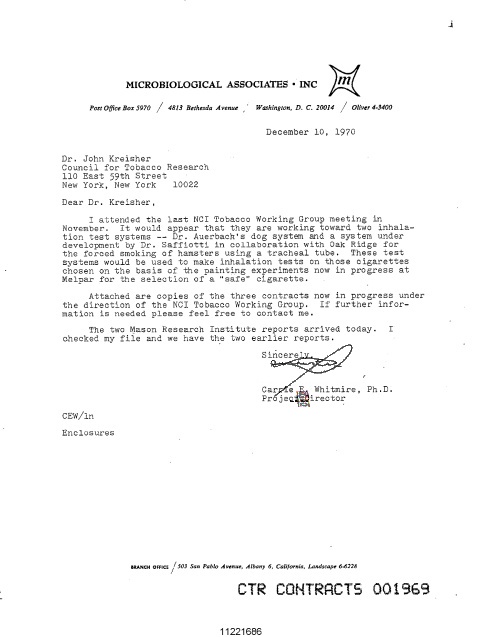 MICROBIOLOGICAL ASSOCIATES • INC
m
Post Office Box 5970 / 4813 Bethesda Avenue / Washington, D. C. 20014 / Oliver 4-3400
December 10, 1970
Dr. John Kreisher
Council for Tobacco Research
110 East 59th Street
New York, New York 10022
Dear Dr. Kreisher,
I attended the last NCI Tobacco Working Group meeting in
November. It would appear that they are working toward two inhala-
tion test systems -- Dr. Auerbach's dog system and a system under
development by Dr. Saffiotti in collaboration with Oak Ridge for
the forced smoking of hamsters using a tracheal tube. These test
systems would be used to make inhalation tests on those cigarettes
chosen on the basis of the painting experiments now in progress at
Melpar for the selection of a "safe" cigarette.
Attached are copies of the three contracts now in progress under
the direction of the NCI Tobacco Working Group. If further infor-
mation is needed please feel free to contact me.
The two Mason Research Institute reports arrived today. I
checked my file and we have the two earlier reports.
Sincerely,
Carrie E. Whitmire, Ph.D.
Project Director
CEW/ln
Enclosures
BRANCH OFFICE / 303 San Pablo Avenue, Albany 6, California, Landscape 6-6226
CTR CONTRACTS 001969
11221686